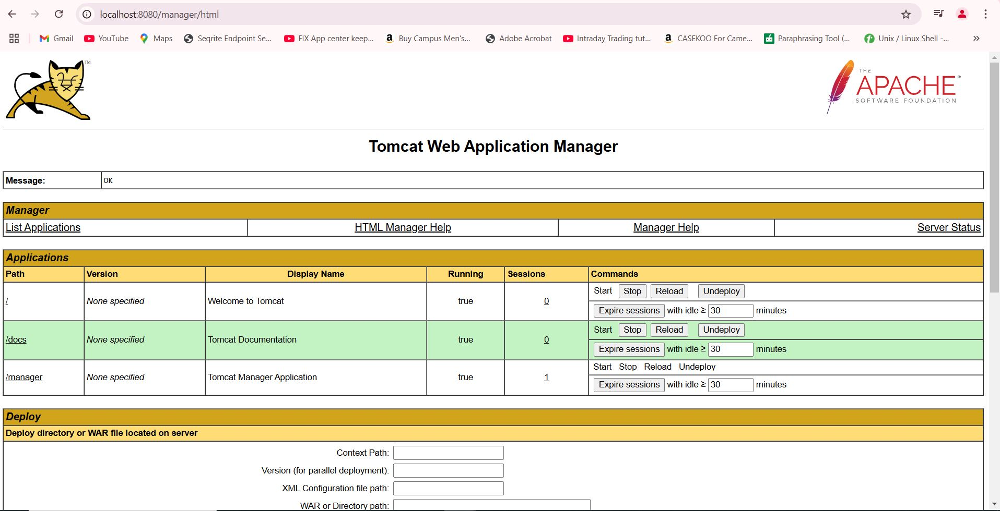 localhost:8080/manager/html
Gmail YouTube Maps Seqrite Endpoint Se... FIX App center keep... Buy Campus Men's... Adobe Acrobat Intraday Trading tut... CASEKOO For Came... Paraphrasing Tool (... Unix / Linux Shell -... »
TM
THE
APACHE®
SOFTWARE FOUNDATION
Tomcat Web Application Manager
Message: OK
Manager
List Applications HTML Manager Help Manager Help Server Status
Applications
Path Version Display Name Running Sessions Commands
/ None specified Welcome to Tomcat true 0 Start Stop Reload Undeploy
Expire sessions with idle ≥ 30 minutes
/docs None specified Tomcat Documentation true 0 Start Stop Reload Undeploy
Expire sessions with idle ≥ 30 minutes
/manager None specified Tomcat Manager Application true 1 Start Stop Reload Undeploy
Expire sessions with idle ≥ 30 minutes
Deploy
Deploy directory or WAR file located on server
Context Path:
Version (for parallel deployment):
XML Configuration file path:
WAR or Directory path: